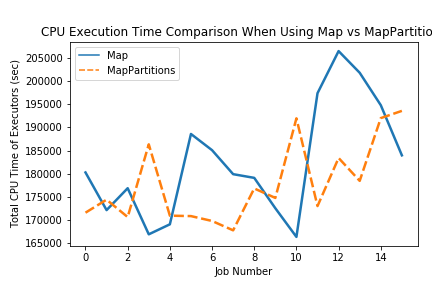 CPU Execution Time Comparison When Using Map vs MapPartitio
Map
MapPartitions
205000
200000
195000
190000
185000
180000
175000
170000
165000
Total CPU Time of Executors (sec)
0 2 4 6 8 10 12 14
Job Number